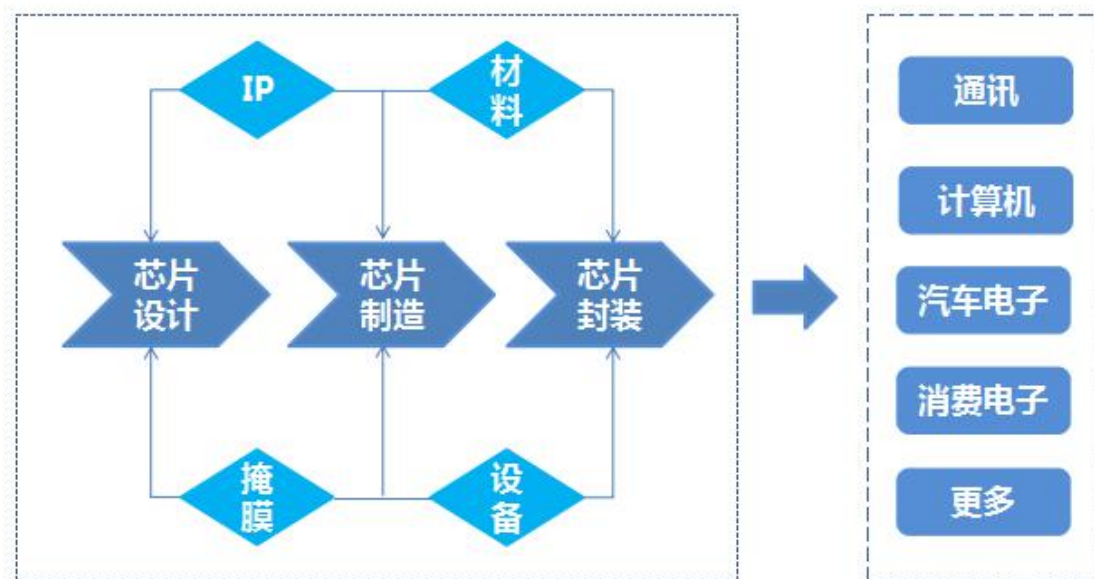 IP
材
料
芯片
设计
芯片
制造
芯片
封装
掩
膜
设
备
通讯
计算机
汽车电子
消费电子
更多